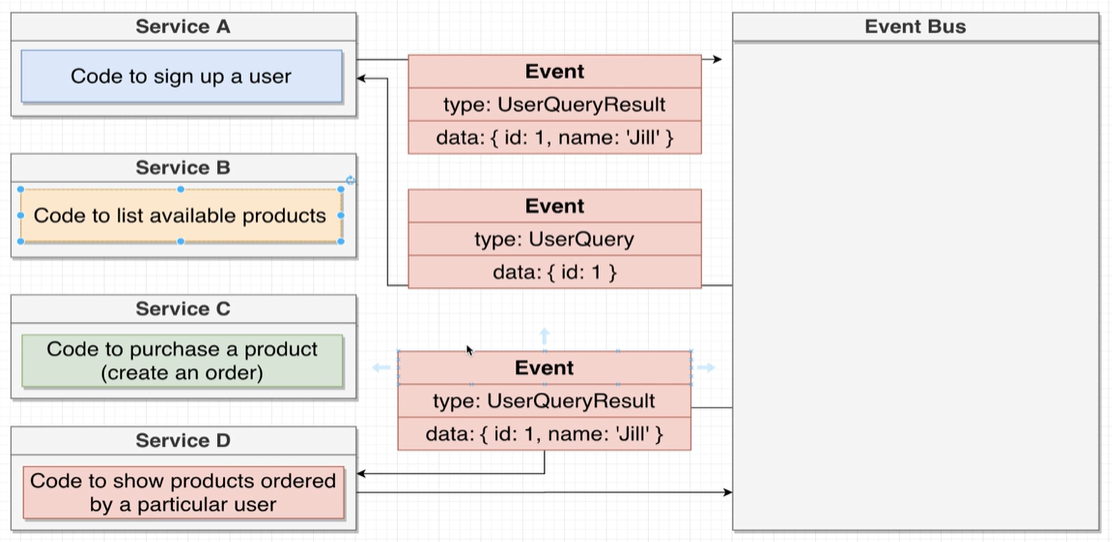 Service A
Code to sign up a user
Service B
Code to list available products
Service C
Code to purchase a product
(create an order)
Service D
Code to show products ordered
by a particular user
Event
type: UserQueryResult
data: { id: 1, name: 'Jill' }
Event
type: UserQuery
data: { id: 1 }
Event
type: UserQueryResult
data: { id: 1, name: 'Jill' }
Event Bus